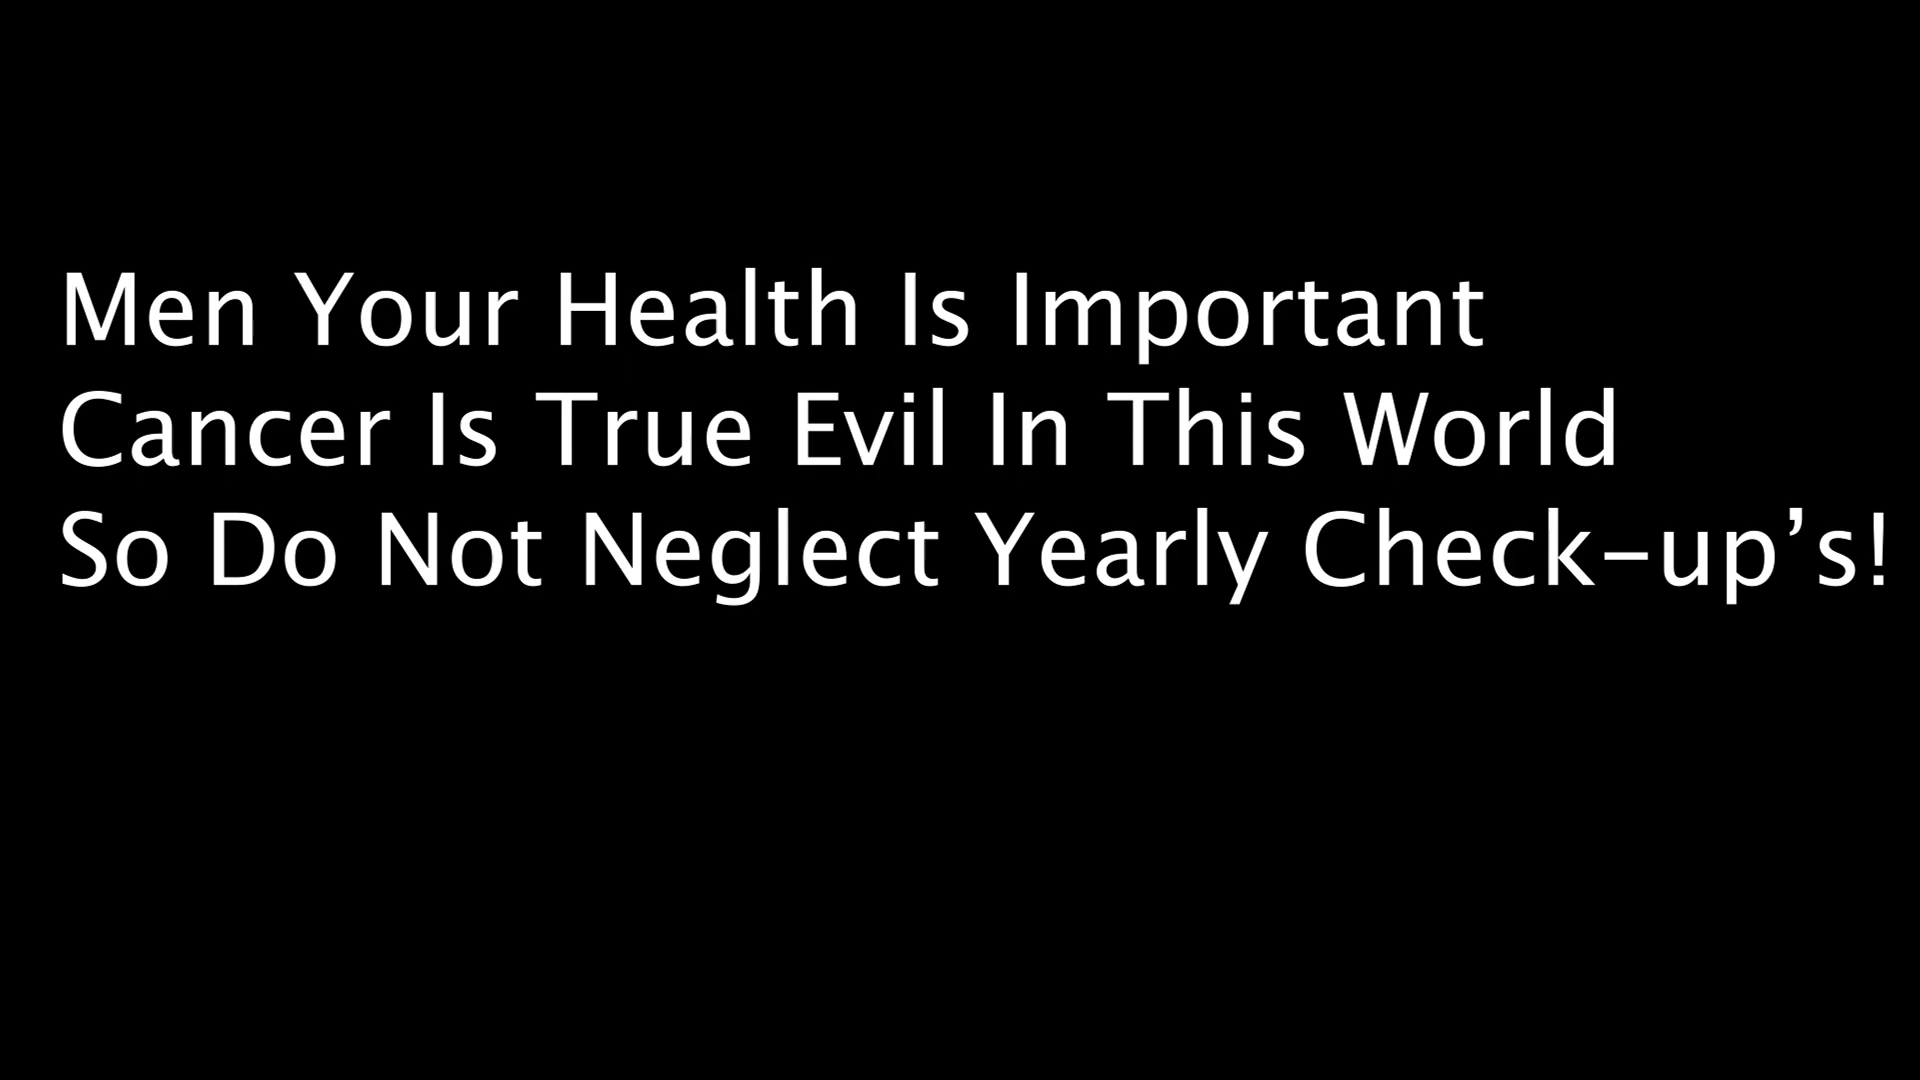 Men Your Health Is Important
Cancer Is True Evil In This World
So Do Not Neglect Yearly Check-up’s!